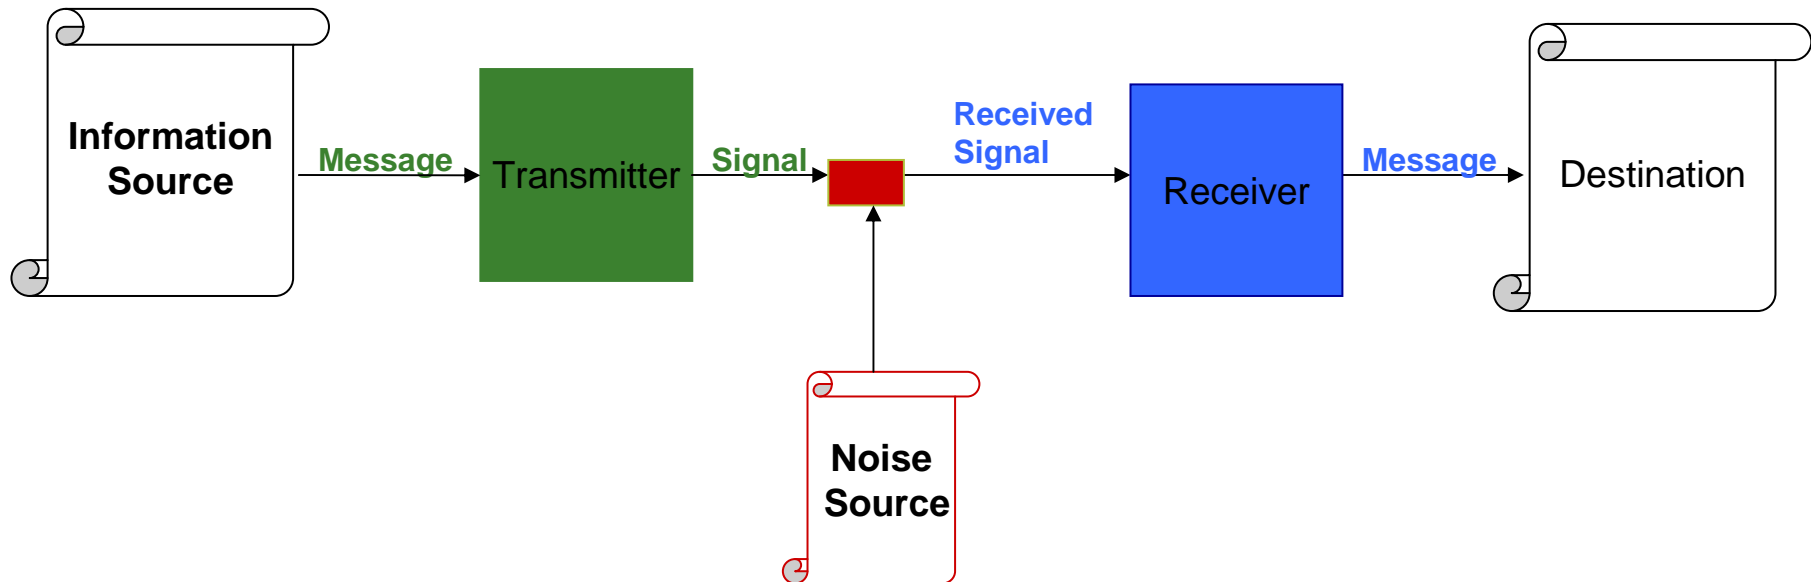 Information
Source
Message
Transmitter
Signal
Received
Signal
Receiver
Message
Destination
Noise
Source